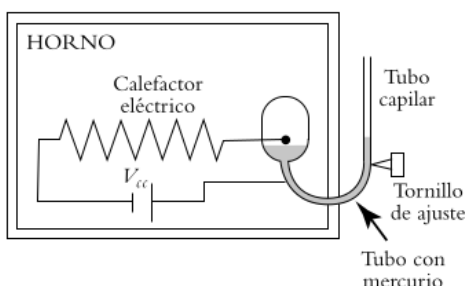 HORNO
Calefactor
eléctrico
Vcc
Tubo
capilar
Tornillo
de ajuste
Tubo con
mercurio